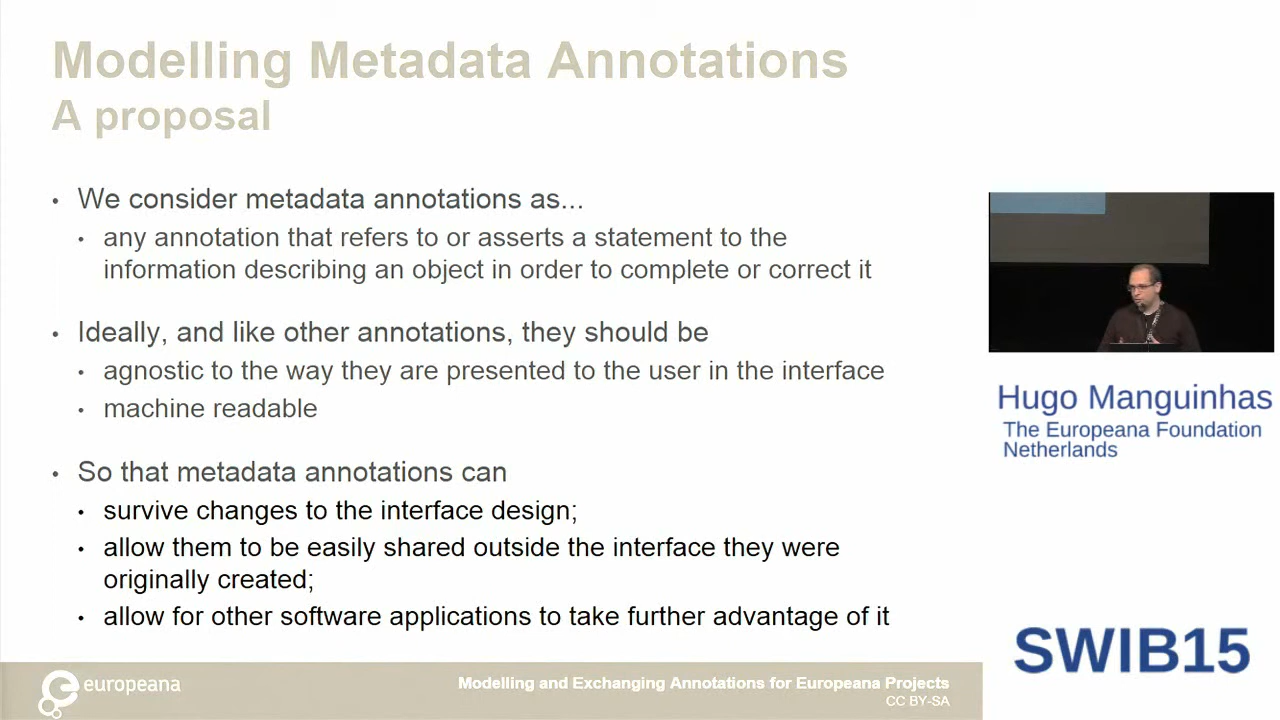 Modelling Metadata Annotations
A proposal
• We consider metadata annotations as...
• any annotation that refers to or asserts a statement to the
information describing an object in order to complete or correct it
• Ideally, and like other annotations, they should be
• agnostic to the way they are presented to the user in the interface
• machine readable
• So that metadata annotations can
• survive changes to the interface design;
• allow them to be easily shared outside the interface they were
originally created;
• allow for other software applications to take further advantage of it
Hugo Manguinhas
The Europeana Foundation
Netherlands
SWIB15
europeana
Modelling and Exchanging Annotations for Europeana Projects
CC BY-SA